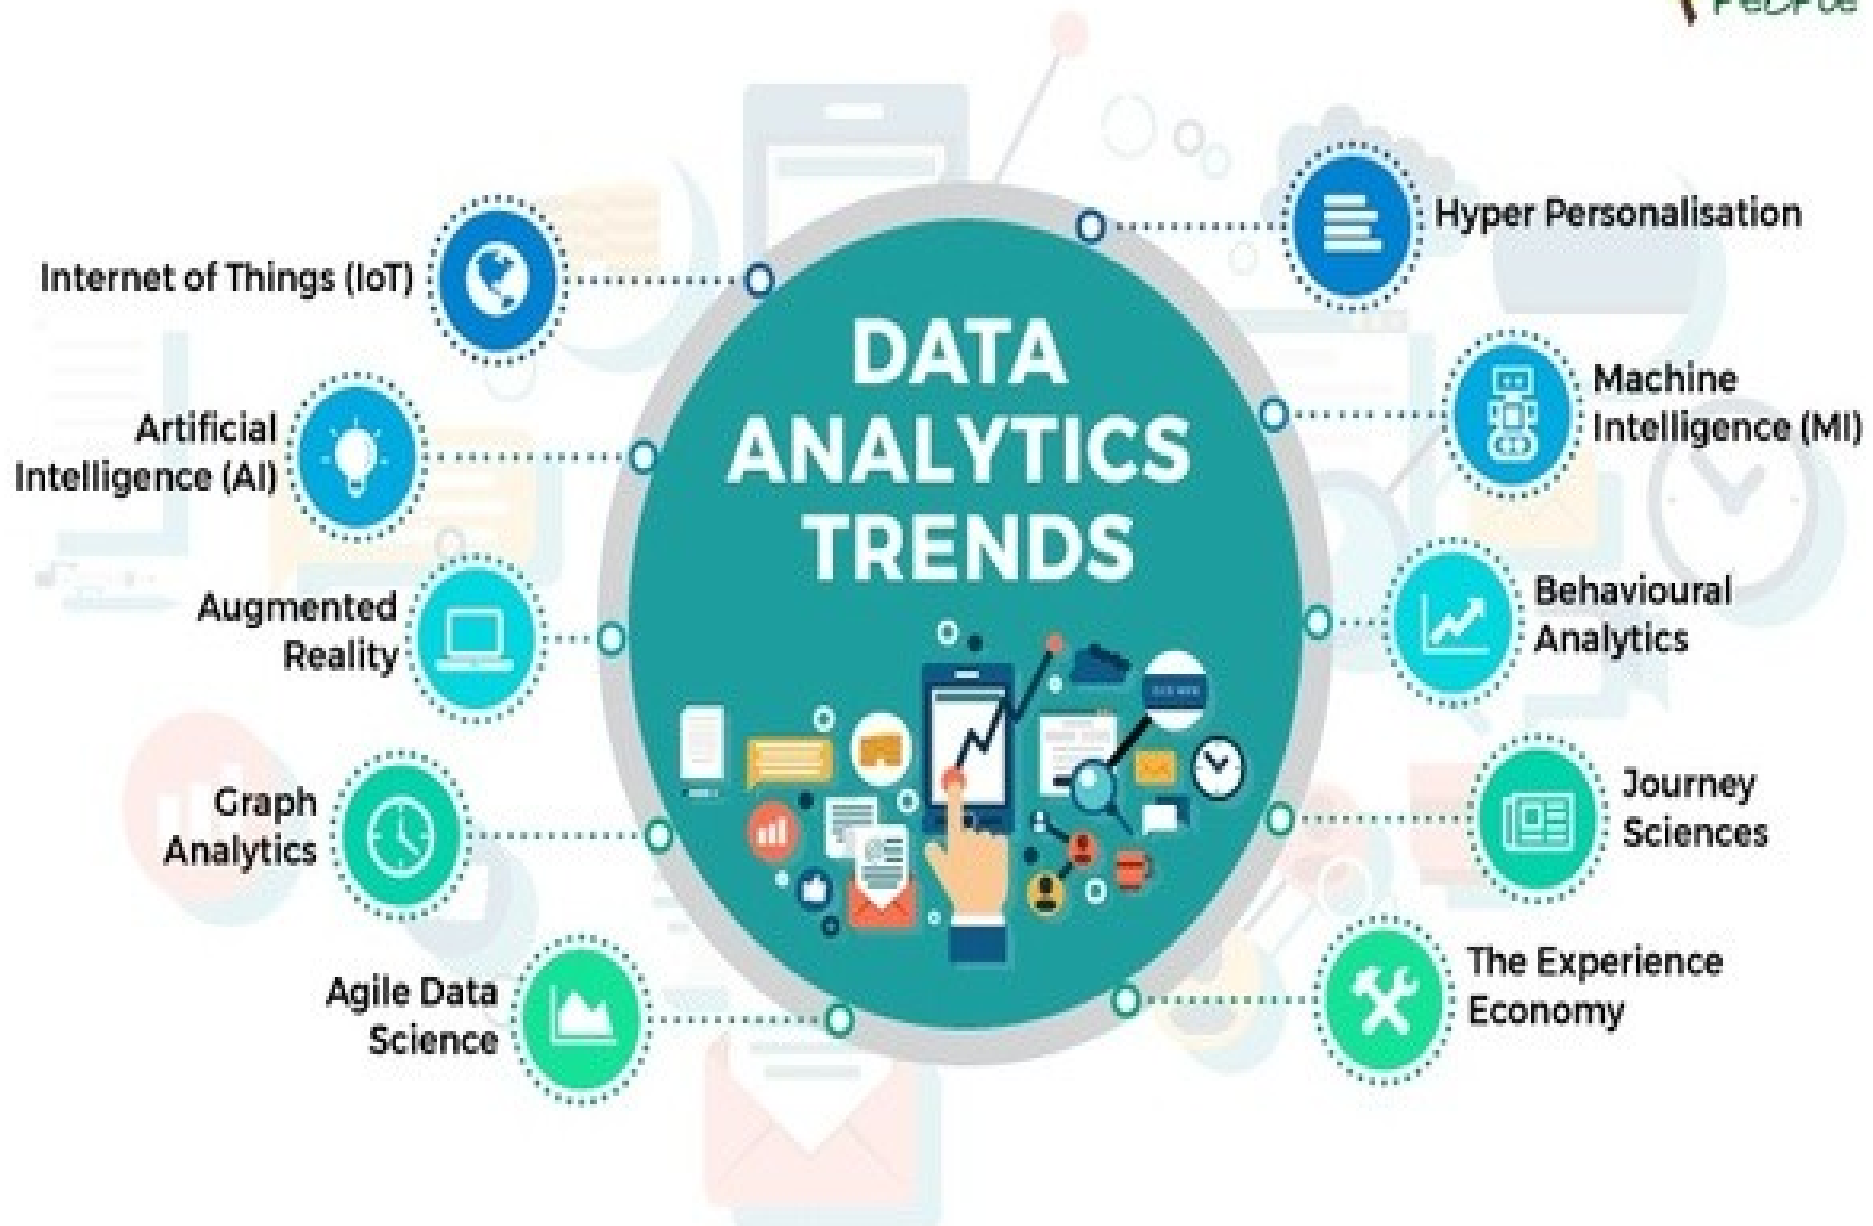 DATA
ANALYTICS
TRENDS
Internet of Things (IoT)
Artificial
Intelligence (AI)
Augmented
Reality
Graph
Analytics
Agile Data
Science
Hyper Personalisation
Machine
Intelligence (MI)
Behavioural
Analytics
Journey
Sciences
The Experience
Economy